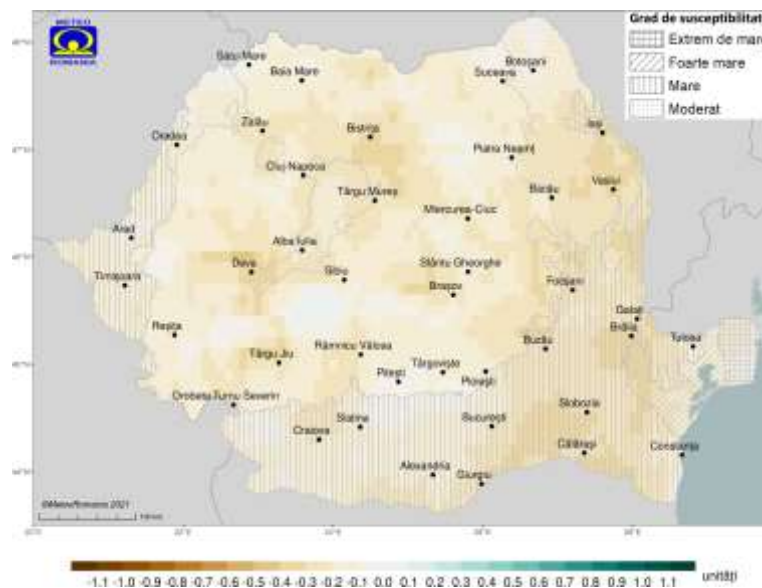 METEO
ROMANIA
Grad de susceptibilitate
Extrem de mare
Foarte mare
Mare
Moderat
Satu Mare
Baia Mare
Botoșani
Suceava
Zalău
Iași
Bistrița
Oradea
Piatra Neamț
Cluj-Napoca
Târgu Mureș
Bacău
Vaslui
Miercurea-Ciuc
Arad
Alba Iulia
Deva
Sibiu
Sfântu Gheorghe
Timișoara
Brașov
Focșani
Galați
Reșița
Brăila
Tulcea
Râmnicu Vâlcea
Buzău
Târgu Jiu
Târgoviște
Pitești
Ploiești
Drobeta-Turnu Severin
Slobozia
Slatina
București
Craiova
Călărași
Constanța
Alexandria
Giurgiu
©MeteoRomania 2021
-1.1 -1.0 -0.9 -0.8 -0.7 -0.6 -0.5 -0.4 -0.3 -0.2 -0.1 0.0 0.1 0.2 0.3 0.4 0.5 0.6 0.7 0.8 0.9 1.0 1.1 unități